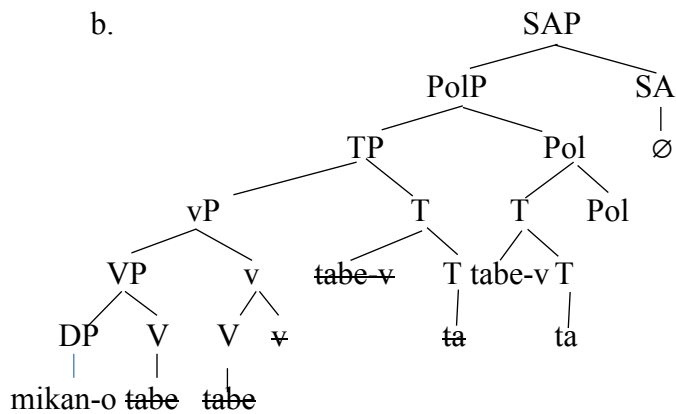 b. SAP
PolP SA
TP Pol ∅
vP T T Pol
VP v tabe-v T tabe-v T
DP V V v ta ta
mikan-o tabe tabe